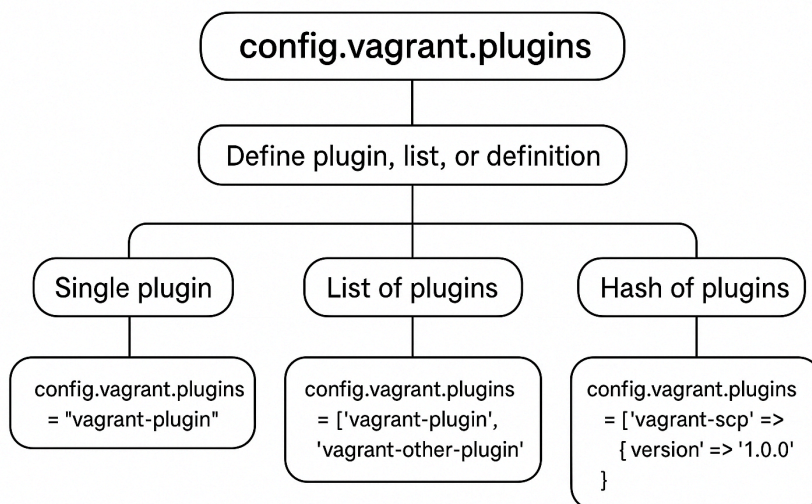 config.vagrant.plugins
Define plugin, list, or definition
Single plugin
List of plugins
Hash of plugins
config.vagrant.plugins
= "vagrant-plugin"
config.vagrant.plugins
= ['vagrant-plugin',
'vagrant-other-plugin'
config.vagrant.plugins
= ['vagrant-scp' =>
{ version' => '1.0.0'
}